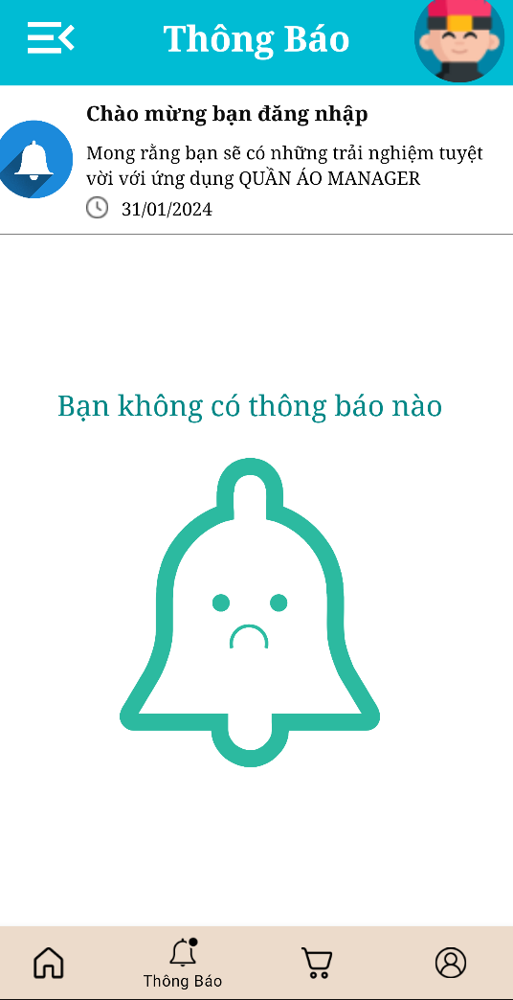 Thông Báo
Chào mừng bạn đăng nhập
Mong rằng bạn sẽ có những trải nghiệm tuyệt
vời với ứng dụng QUẦN ÁO MANAGER
31/01/2024
Bạn không có thông báo nào
Thông Báo